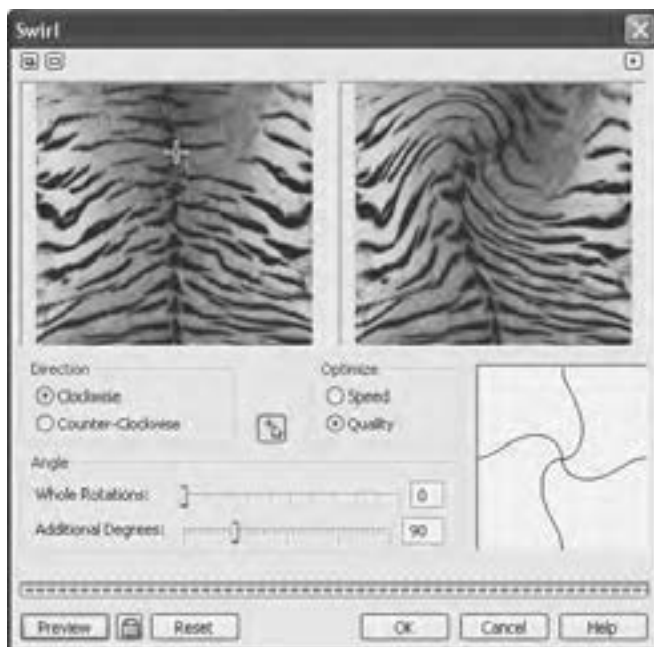 Swirl
Direction
Clockwise
Counter-Clockwise
Optimize
Speed
Quality
Angle
Whole Rotations: 0
Additional Degrees: 90
Preview Reset OK Cancel Help